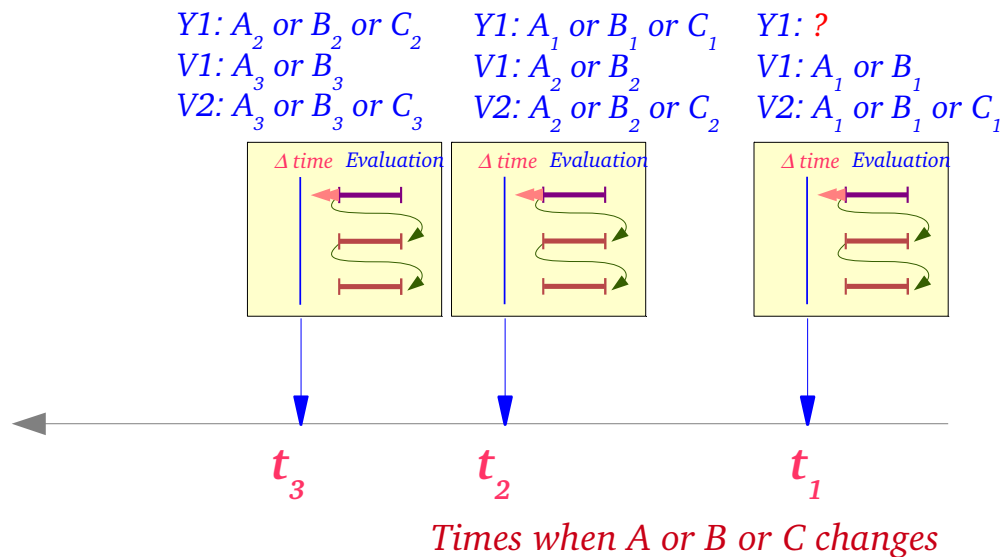 Y1: A₂ or B₂ or C₂
V1: A₃ or B₃
V2: A₃ or B₃ or C₃
Y1: A₁ or B₁ or C₁
V1: A₂ or B₂
V2: A₂ or B₂ or C₂
Y1: ?
V1: A₁ or B₁
V2: A₁ or B₁ or C₁
Δ time Evaluation
Δ time Evaluation
Δ time Evaluation
t₃
t₂
t₁
Times when A or B or C changes